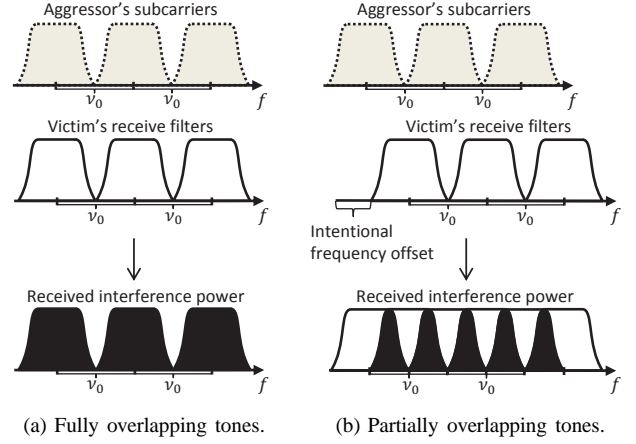 Aggressor's subcarriers
ν₀ ν₀ f
Victim's receive filters
ν₀ ν₀ f
Received interference power
ν₀ ν₀ f
(a) Fully overlapping tones.
Aggressor's subcarriers
ν₀ ν₀ f
Victim's receive filters
ν₀ ν₀ f
Intentional
frequency offset
Received interference power
ν₀ ν₀ f
(b) Partially overlapping tones.